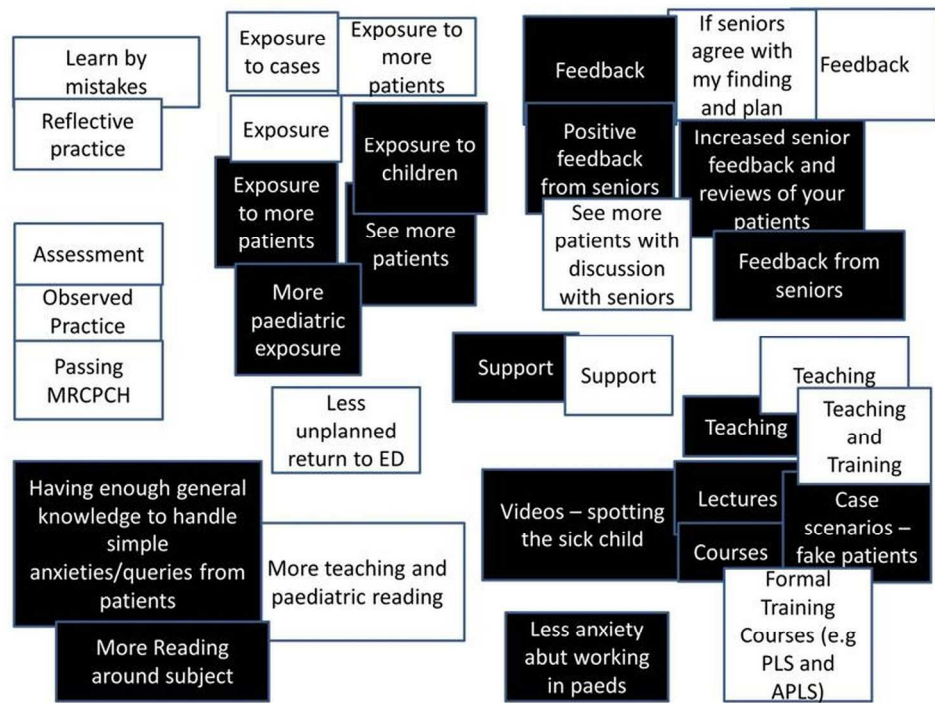 Learn by
mistakes
Reflective
practice
Exposure
to cases
Exposure to
more
patients
Exposure
Exposure to
children
Exposure
to more
patients
See more
patients
More
paediatric
exposure
Feedback
If seniors
agree with
my finding
and plan
Feedback
Positive
feedback
from seniors
Increased senior
feedback and
reviews of your
patients
See more
patients with
discussion
with seniors
Feedback from
seniors
Assessment
Observed
Practice
Passing
MRCPCH
Support
Support
Less
unplanned
return to ED
Teaching
Teaching
Teaching
and
Training
Lectures
Videos – spotting
the sick child
Case
scenarios –
fake patients
Courses
Formal
Training
Courses (e.g
PLS and
APLS)
Having enough general
knowledge to handle
simple
anxieties/queries from
patients
More teaching and
paediatric reading
More Reading
around subject
Less anxiety
abut working
in paeds